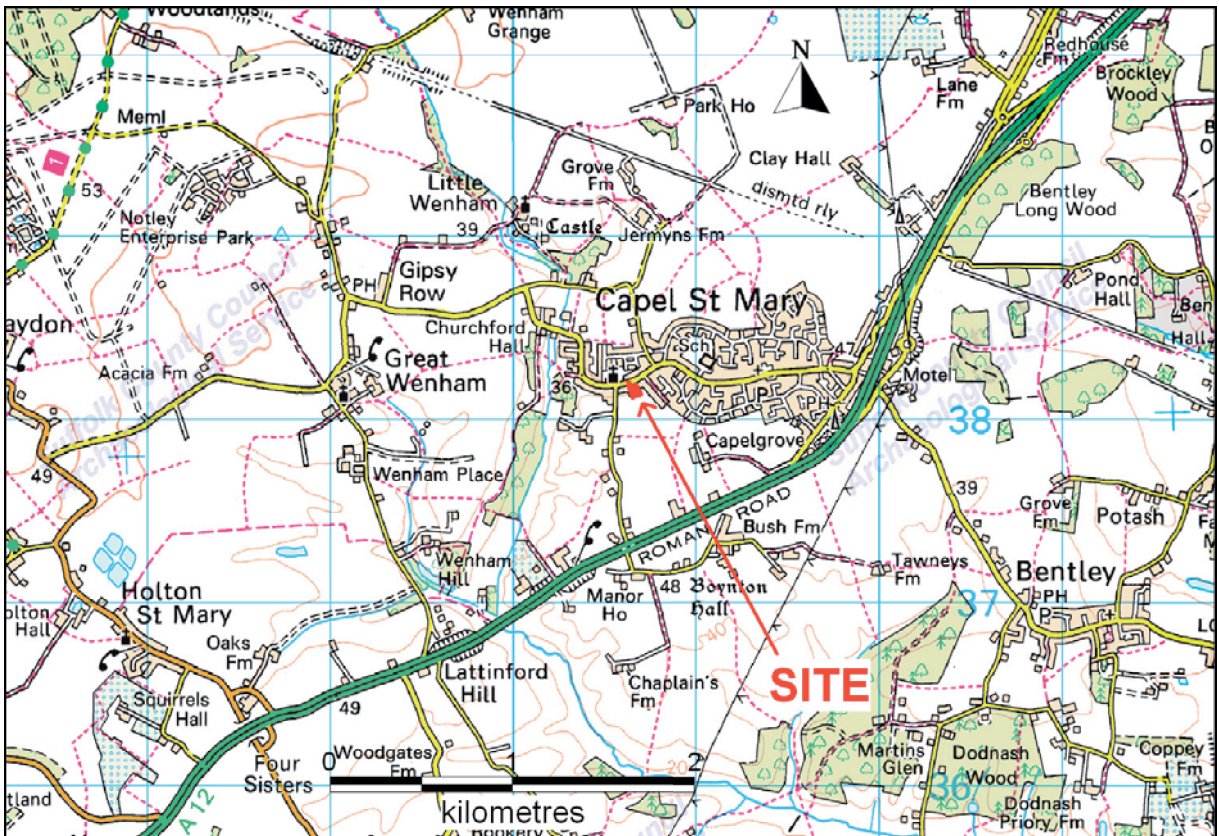 Woodlands
Wenham
Grange
N
Redhouse
Fm
Brockley
Wood
Lane
Fm
Meml
Park Ho
1
53
Clay Hall
Grove
Fm
dismtd rly
Little
Wenham
Castle
Jermyns Fm
39
Bentley
Long Wood
Notley
Enterprise Park
PH
Gipsy
Row
Capel St Mary
Pond
Hall
Churchford
Hall
Sch
47
Acacia Fm
Great
Wenham
36
Motel
P
PH
38
Capelgrove
49
Wenham Place
39
Grove
Fm
Potash
ROMAN ROAD
Bush Fm
Tawneys
Fm
Wenham
Hill
Manor
Ho
48
Boynton
Hall
Bentley
PH
P
37
40
Holton
St Mary
Oaks
Fm
Lattinford
Hill
Chaplain's
Fm
SITE
Squirrels
Hall
49
Four
Sisters
Woodgates
Fm
0
1
2
kilometres
20
Martins
Glen
Dodnash
Wood
Coppey
Fm
36
Dodnash
Priory Fm
A 12
Suffolk County Council
Archaeological Service